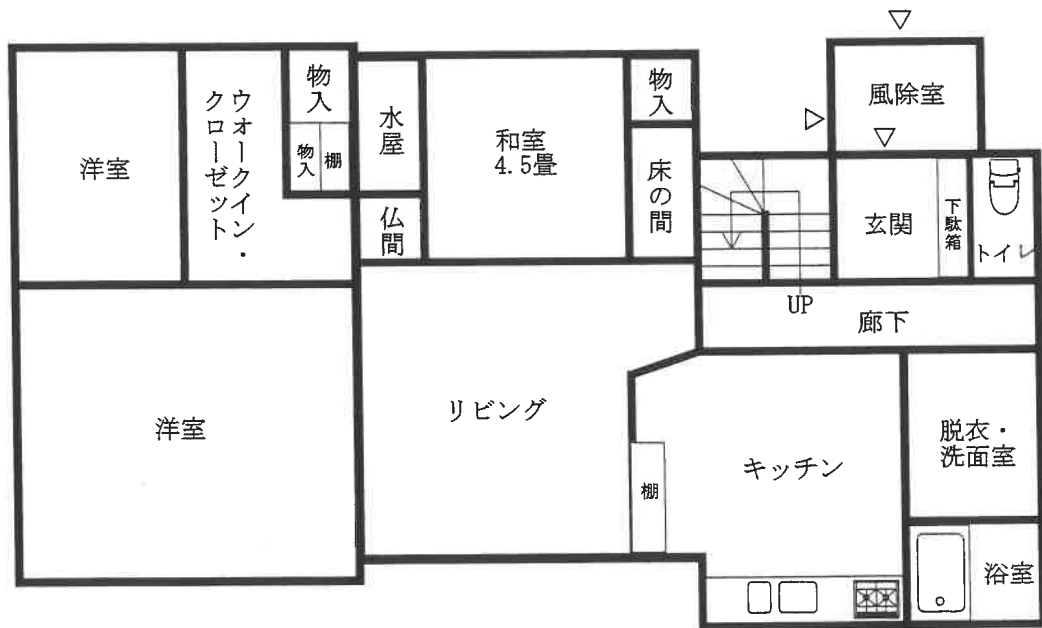 洋室
ウオークイン・
クローゼット
物入
物入
棚
水屋
仏間
和室
4.5畳
物入
床の間
風除室
玄関
下駄箱
トイレ
UP
廊下
洋室
リビング
棚
キッチン
脱衣・
洗面室
浴室